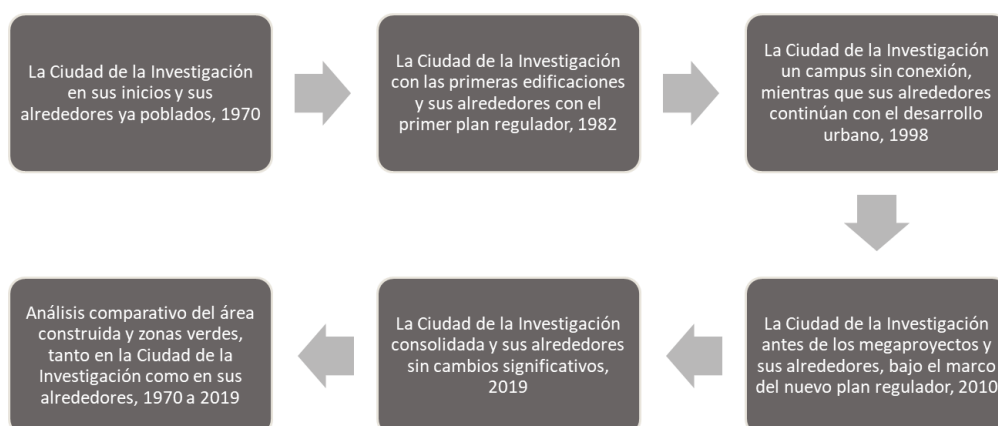 La Ciudad de la Investigación
en sus inicios y sus
alrededores ya poblados, 1970
La Ciudad de la Investigación
con las primeras edificaciones
y sus alrededores con el
primer plan regulador, 1982
La Ciudad de la Investigación
un campus sin conexión,
mientras que sus alrededores
continúan con el desarrollo
urbano, 1998
La Ciudad de la Investigación
antes de los megaproyectos y
sus alrededores, bajo el marco
del nuevo plan regulador, 2010
La Ciudad de la Investigación
consolidada y sus alrededores
sin cambios significativos,
2019
Análisis comparativo del área
construida y zonas verdes,
tanto en la Ciudad de la
Investigación como en sus
alrededores, 1970 a 2019